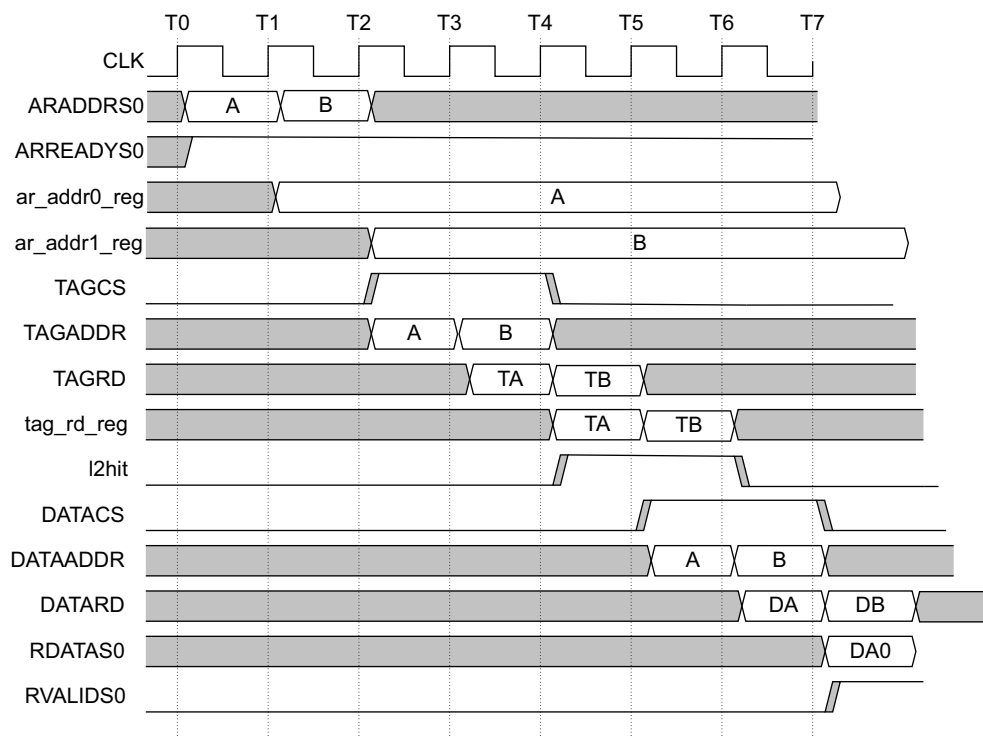 T0 T1 T2 T3 T4 T5 T6 T7
CLK
ARADDRS0 A B
ARREADYS0
ar_addr0_reg A
ar_addr1_reg B
TAGCS
TAGADDR A B
TAGRD TA TB
tag_rd_reg TA TB
l2hit
DATACS
DATAADDR A B
DATARD DA DB
RDATAS0 DA0
RVALIDS0